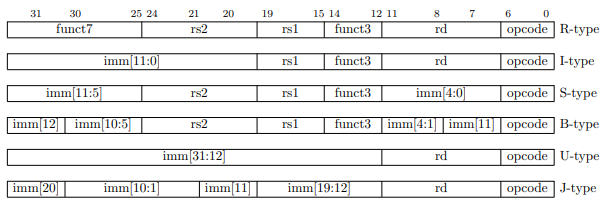 31 30 25 24 21 20 19 15 14 12 11 8 7 6 0
funct7 rs2 rs1 funct3 rd opcode R-type
imm[11:0] rs1 funct3 rd opcode I-type
imm[11:5] rs2 rs1 funct3 imm[4:0] opcode S-type
imm[12] imm[10:5] rs2 rs1 funct3 imm[4:1] imm[11] opcode B-type
imm[31:12] rd opcode U-type
imm[20] imm[10:1] imm[11] imm[19:12] rd opcode J-type